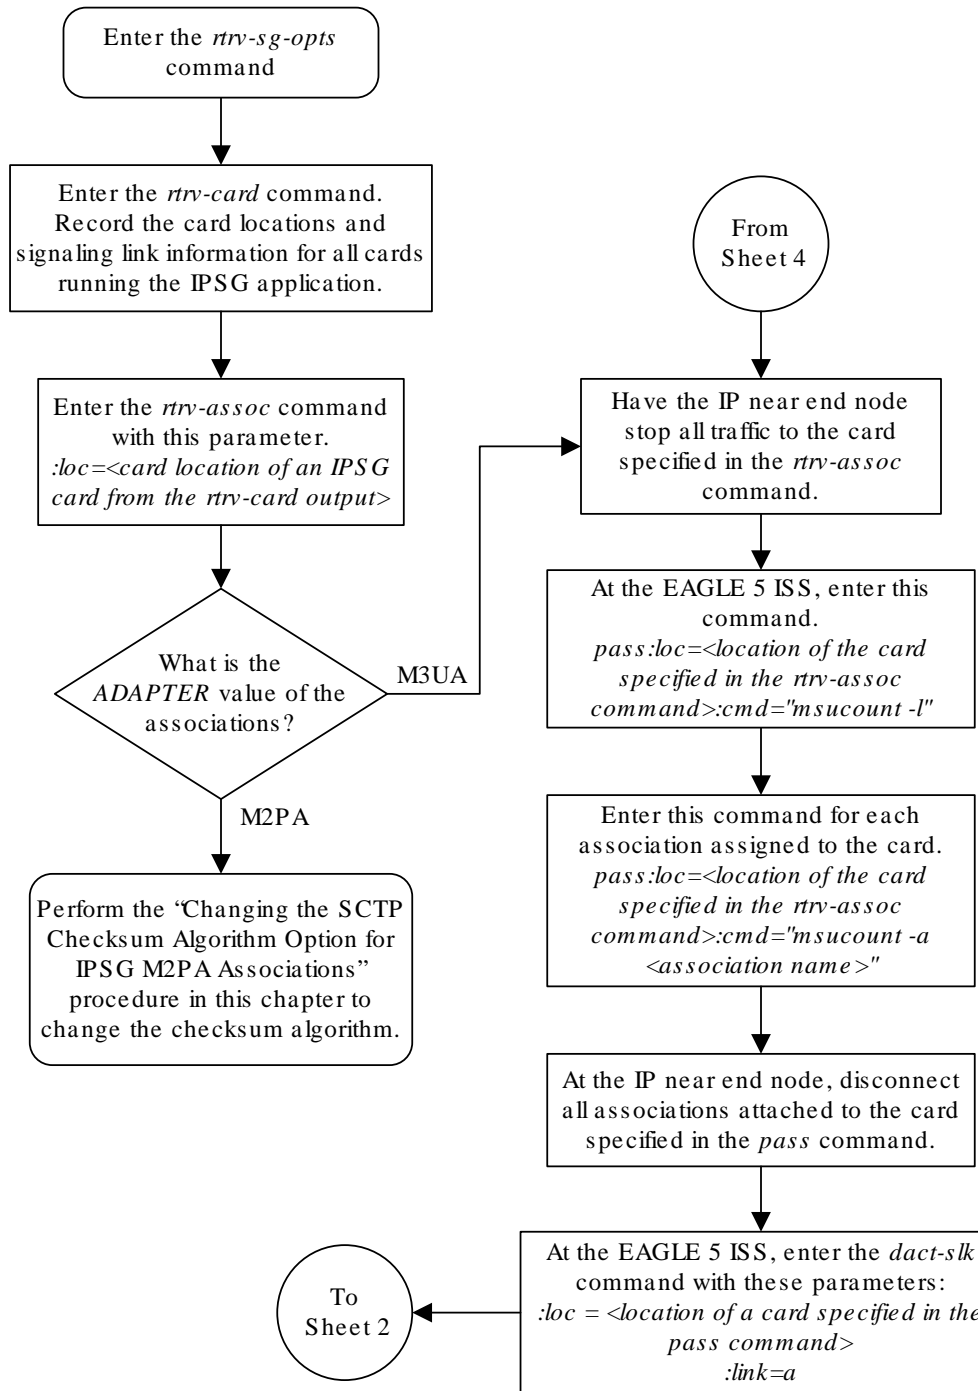 Enter the rtrv-sg-opts
command
Enter the rtrv-card command.
Record the card locations and
signaling link information for all cards
running the IPSG application.
Enter the rtrv-assoc command
with this parameter.
:loc=<card location of an IPSG
card from the rtrv-card output>
What is the
ADAPTER value of the
associations?
M3UA
M2PA
Perform the “Changing the SCTP
Checksum Algorithm Option for
IPSG M2PA Associations”
procedure in this chapter to
change the checksum algorithm.
From
Sheet 4
Have the IP near end node
stop all traffic to the card
specified in the rtrv-assoc
command.
At the EAGLE 5 ISS, enter this
command.
pass:loc=<location of the card
specified in the rtrv-assoc
command>:cmd="msucount -l"
Enter this command for each
association assigned to the card.
pass:loc=<location of the card
specified in the rtrv-assoc
command>:cmd="msucount -a
<association name>"
At the IP near end node, disconnect
all associations attached to the card
specified in the pass command.
At the EAGLE 5 ISS, enter the dact-slk
command with these parameters:
:loc = <location of a card specified in the
pass command>
:link=a
To
Sheet 2